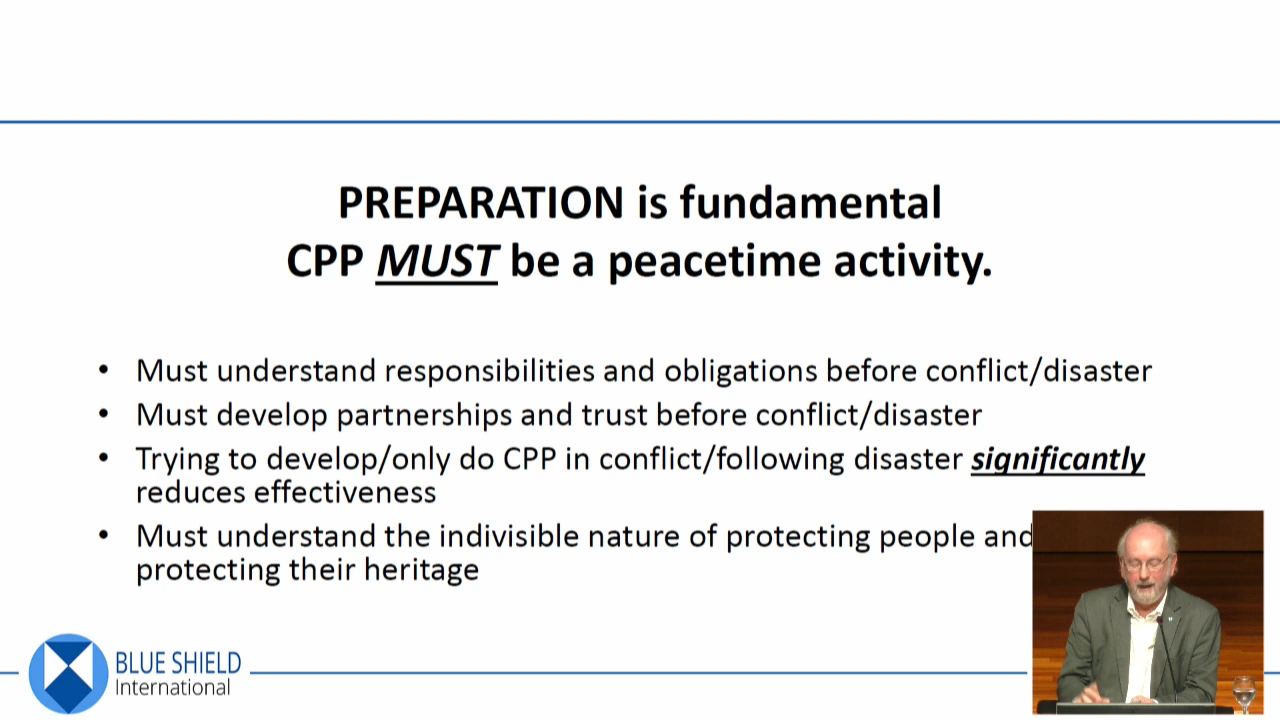 PREPARATION is fundamental
CPP MUST be a peacetime activity.
• Must understand responsibilities and obligations before conflict/disaster
• Must develop partnerships and trust before conflict/disaster
• Trying to develop/only do CPP in conflict/following disaster significantly
reduces effectiveness
• Must understand the indivisible nature of protecting people and
protecting their heritage
BLUE SHIELD
International